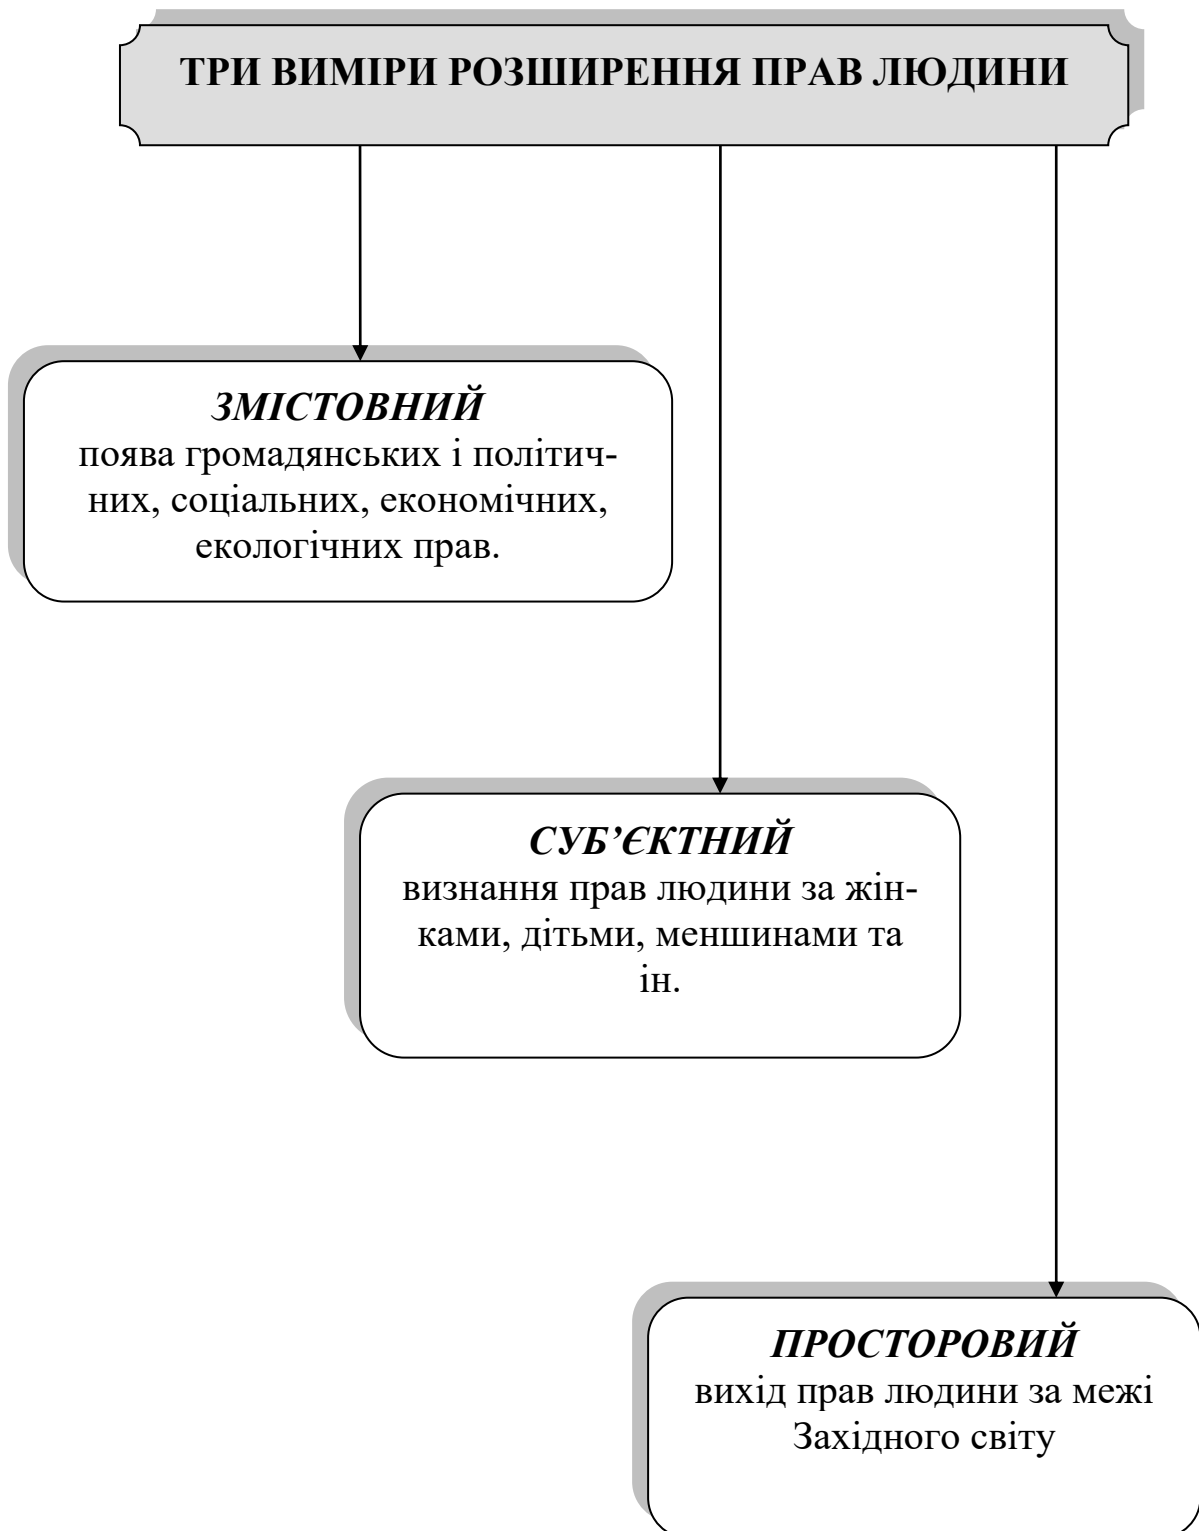 ТРИ ВИМІРИ РОЗШИРЕННЯ ПРАВ ЛЮДИНИ
ЗМІСТОВНИЙ
поява громадянських і політич-
них, соціальних, економічних,
екологічних прав.
СУБ’ЄКТНИЙ
визнання прав людини за жін-
ками, дітьми, меншинами та
ін.
ПРОСТОРОВИЙ
вихід прав людини за межі
Західного світу